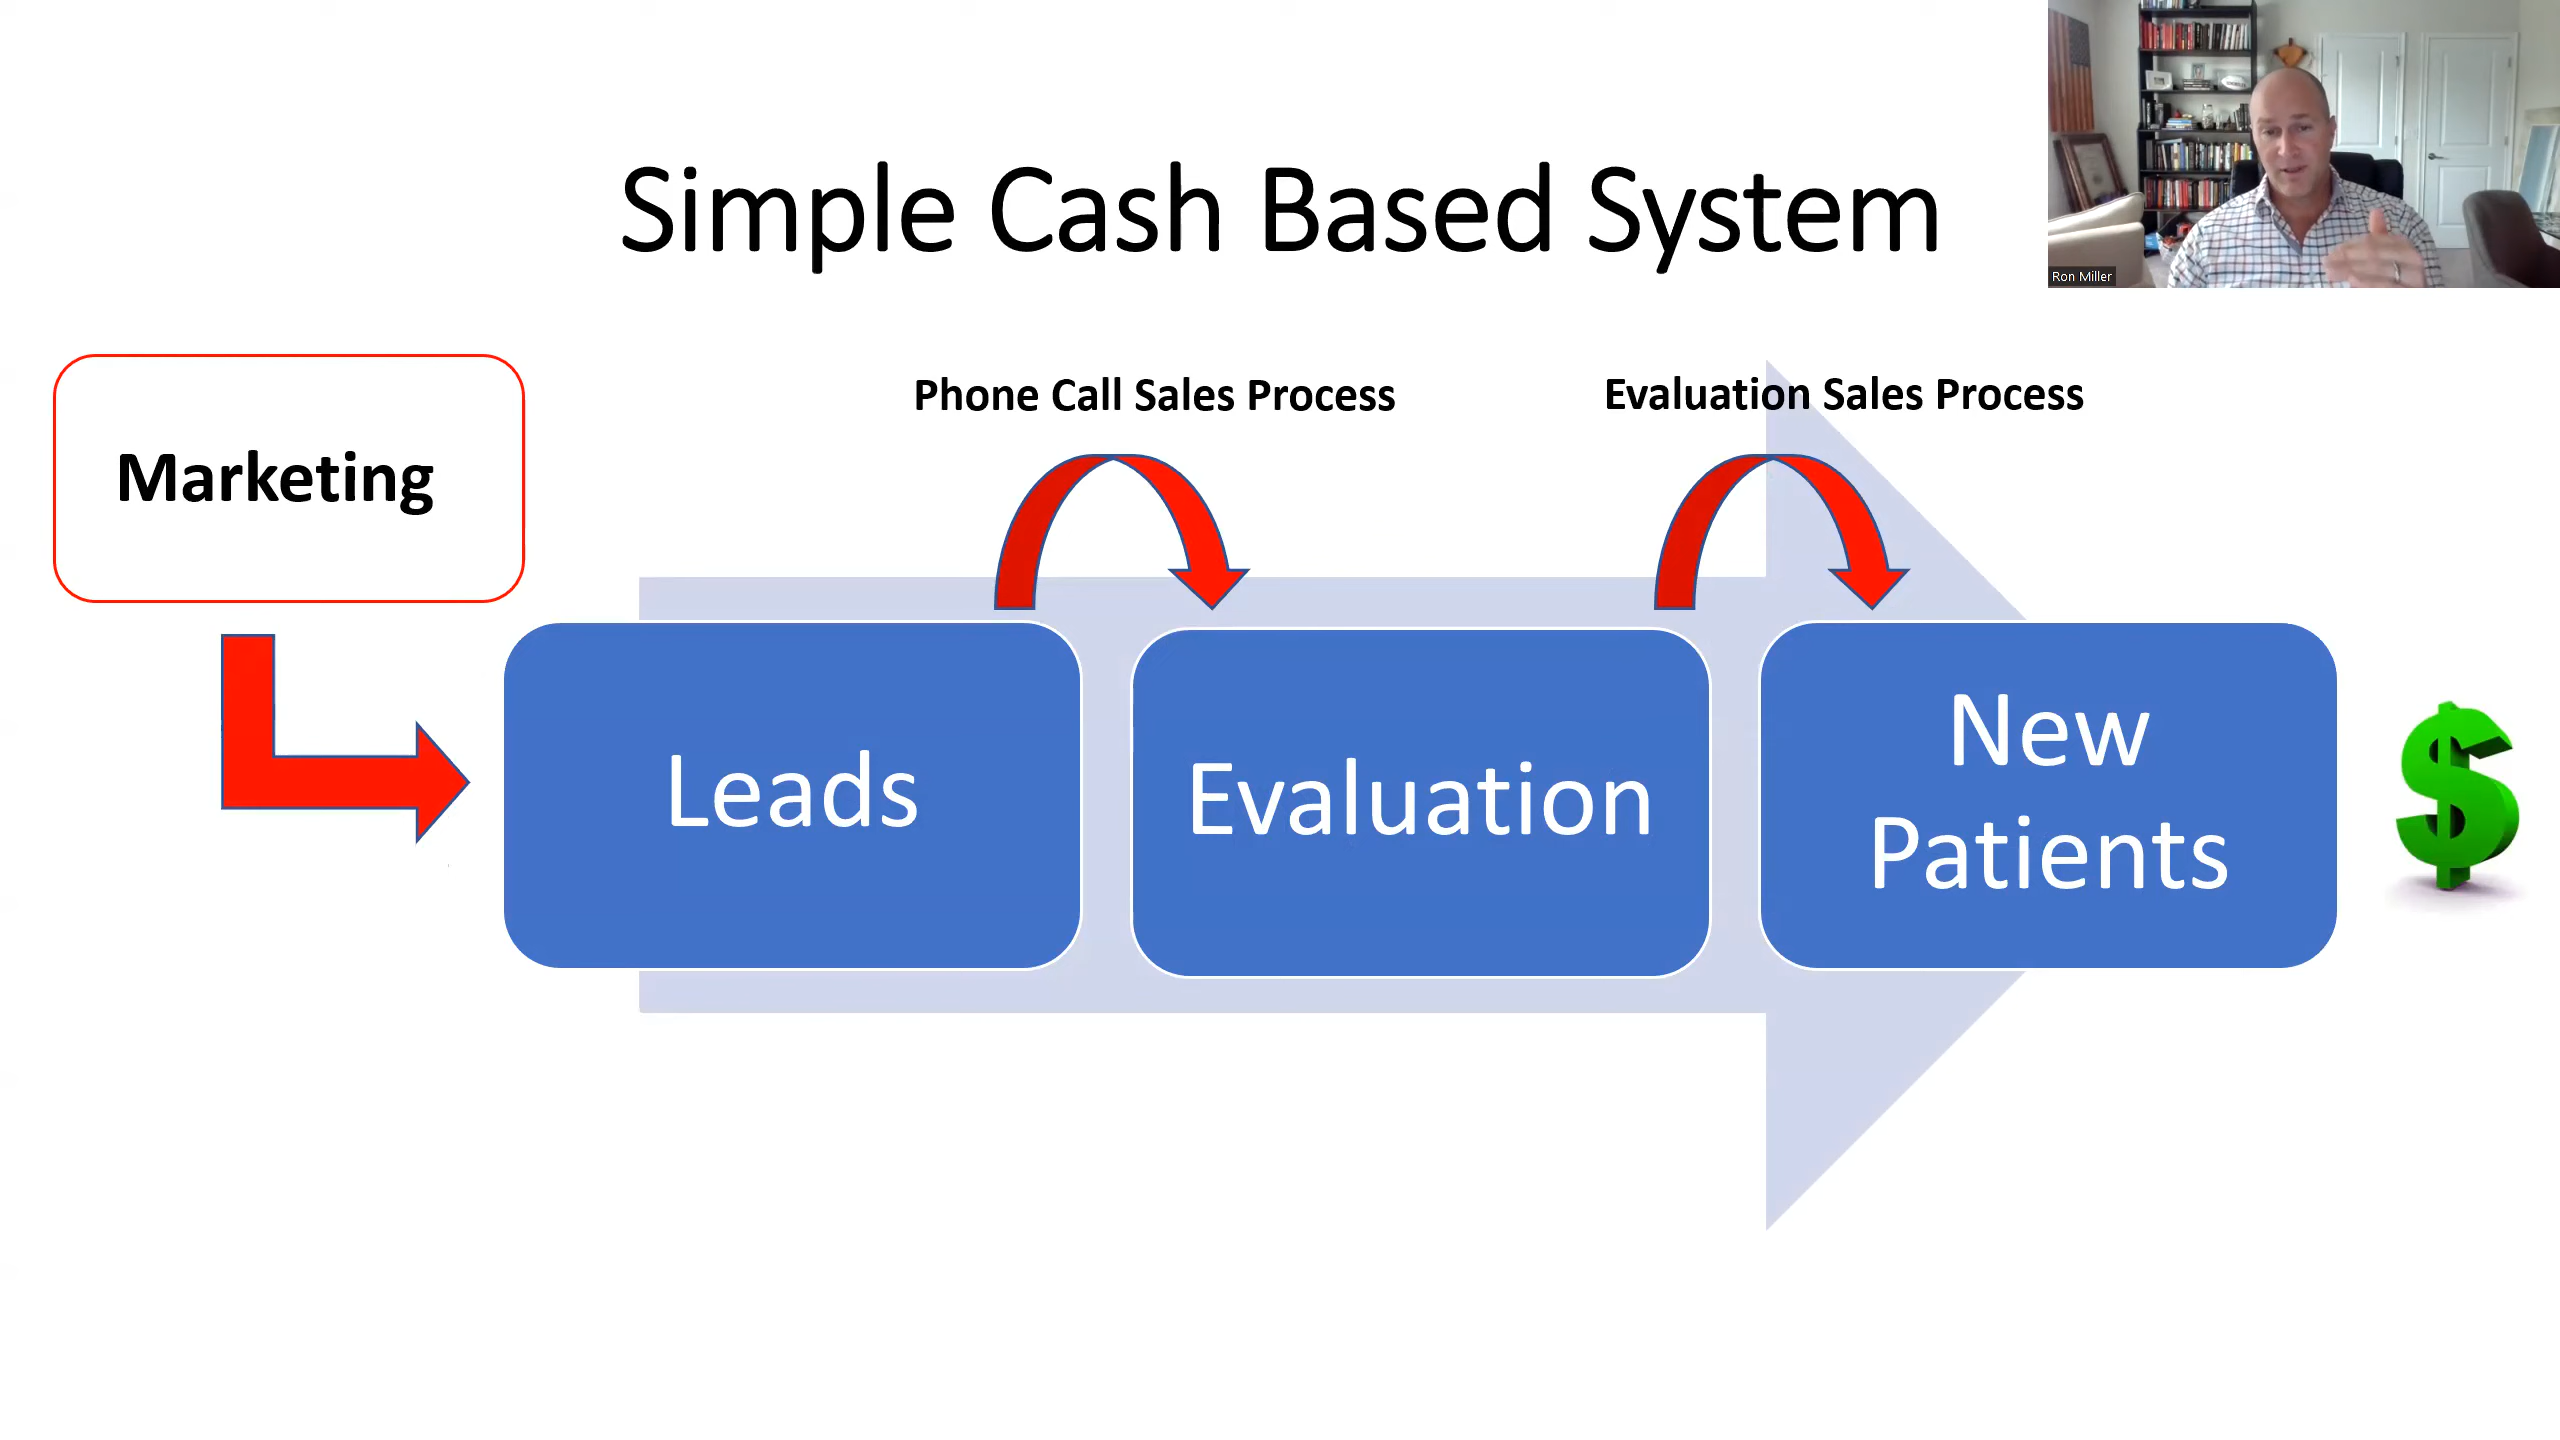 Simple Cash Based System
Ron Miller
Marketing
Phone Call Sales Process
Evaluation Sales Process
Leads
Evaluation
New
Patients
$